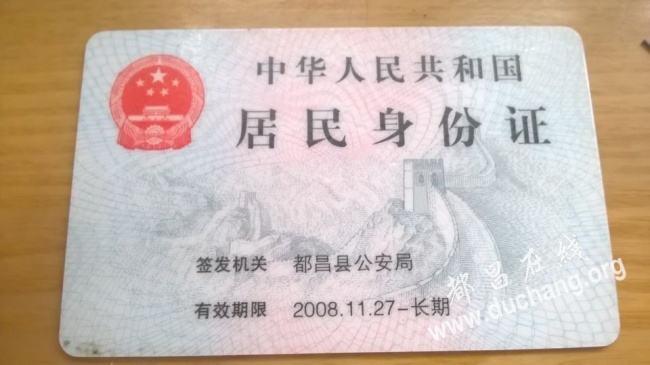 中华人民共和国
居民身份证
签发机关 都昌县公安局
有效期限 2008.11.27-长期
都昌在线
www.duchang.org